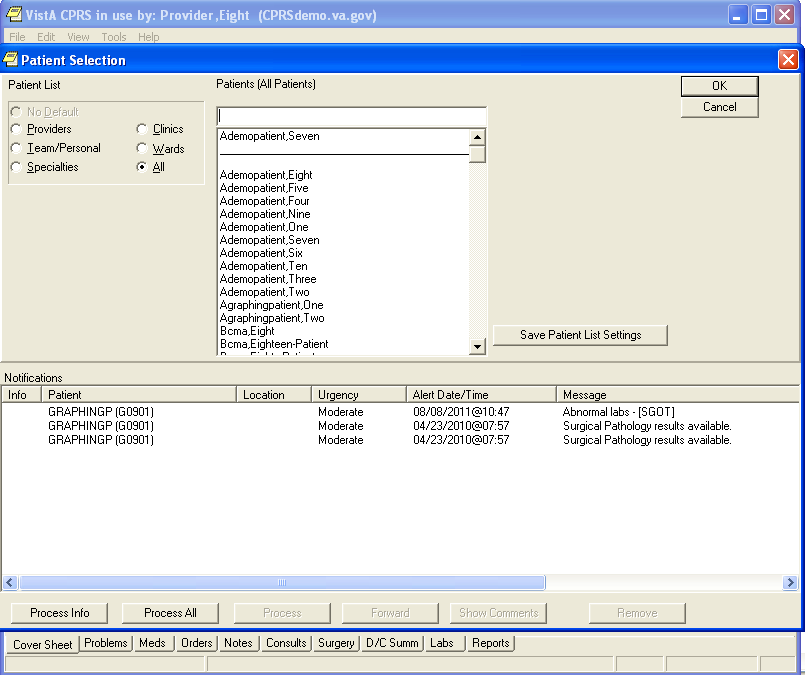 VistA CPRS in use by: Provider,Eight (CPRSdemo.va.gov)
File Edit View Tools Help
Patient Selection
Patient List
Patients (All Patients)
OK
Cancel
No Default
Providers
Clinics
Team/Personal
Wards
Specialties
All
Ademopatient,Seven
Ademopatient,Eight
Ademopatient,Five
Ademopatient,Four
Ademopatient,Nine
Ademopatient,One
Ademopatient,Seven
Ademopatient,Six
Ademopatient,Ten
Ademopatient,Three
Ademopatient,Two
Agraphingpatient,One
Agraphingpatient,Two
Bcma,Eight
Bcma,Eighteen-Patient
Save Patient List Settings
Notifications
Info Patient Location Urgency Alert Date/Time Message
GRAPHINGP (G0901) Moderate 08/08/2011@10:47 Abnormal labs - [SGOT]
GRAPHINGP (G0901) Moderate 04/23/2010@07:57 Surgical Pathology results available.
GRAPHINGP (G0901) Moderate 04/23/2010@07:57 Surgical Pathology results available.
Process Info Process All Process Forward Show Comments Remove
Cover Sheet Problems Meds Orders Notes Consults Surgery D/C Summ Labs Reports